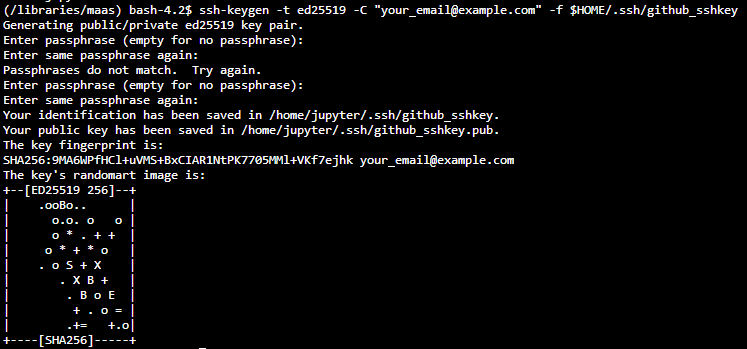 (/libraries/maas) bash-4.2$ ssh-keygen -t ed25519 -C "your_email@example.com" -f $HOME/.ssh/github_sshkey
Generating public/private ed25519 key pair.
Enter passphrase (empty for no passphrase):
Enter same passphrase again:
Passphrases do not match.  Try again.
Enter passphrase (empty for no passphrase):
Enter same passphrase again:
Your identification has been saved in /home/jupyter/.ssh/github_sshkey.
Your public key has been saved in /home/jupyter/.ssh/github_sshkey.pub.
The key fingerprint is:
SHA256:9MA6WPfHCl+uVMS+BxCIAR1NtPK7705MMl+VKf7ejhk your_email@example.com
The key's randomart image is:
+--[ED25519 256]--+
|    .ooBo..      |
|      o.o. o   o |
|      o * . + +  |
|     o * + * o   |
|    . o S + X    |
|       . X B +   |
|        . B o E  |
|         + . o = |
|        .+=   +.o|
+----[SHA256]-----+